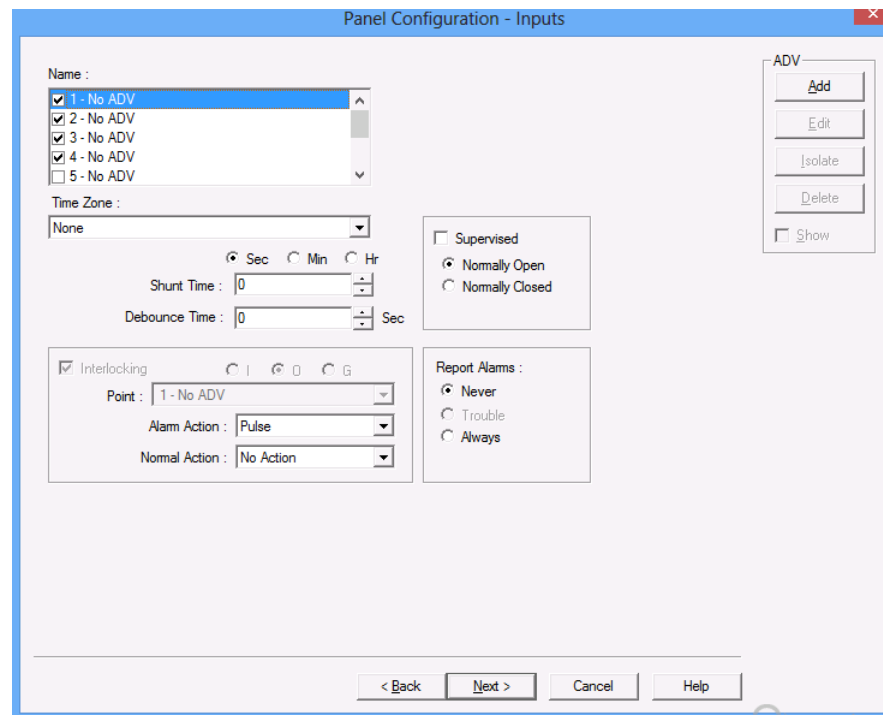 Panel Configuration - Inputs
Name :
1 - No ADV
2 - No ADV
3 - No ADV
4 - No ADV
5 - No ADV
ADV
Add
Edit
Isolate
Delete
Show
Time Zone :
None
Sec Min Hr
Shunt Time : 0
Debounce Time : 0 Sec
Supervised
Normally Open
Normally Closed
Interlocking I O G
Point : 1 - No ADV
Alarm Action : Pulse
Normal Action : No Action
Report Alarms :
Never
Trouble
Always
< Back Next > Cancel Help